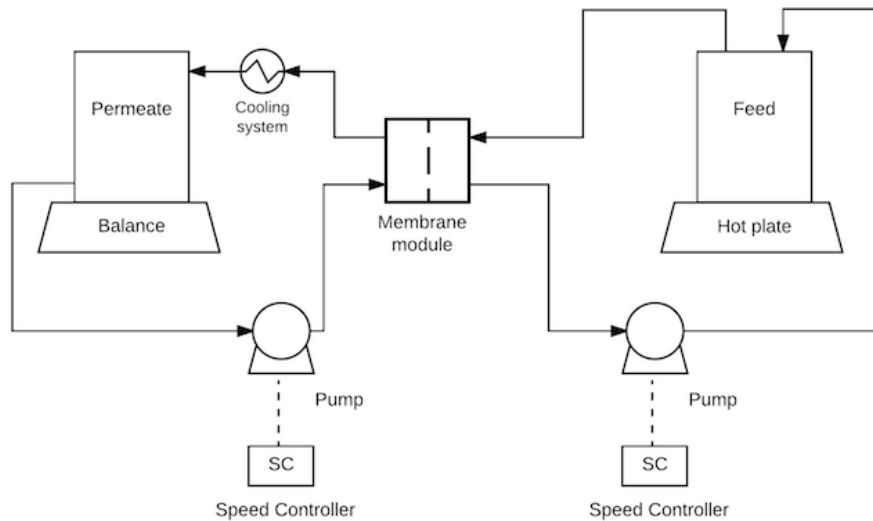 Permeate
Cooling
system
Feed
Balance
Membrane
module
Hot plate
Pump
Pump
SC
SC
Speed Controller
Speed Controller